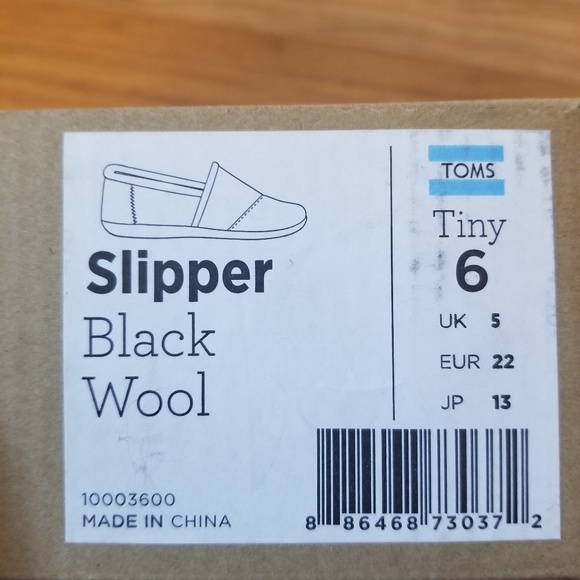 Slipper
Black
Wool
10003600
MADE IN CHINA
TOMS
Tiny
6
UK 5
EUR 22
JP 13
8 86468 73037 2